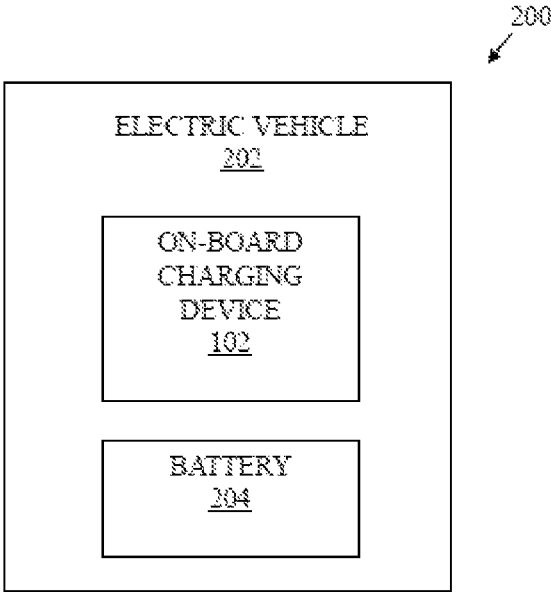 200
ELECTRIC VEHICLE
202
ON-BOARD
CHARGING
DEVICE
102
BATTERY
204